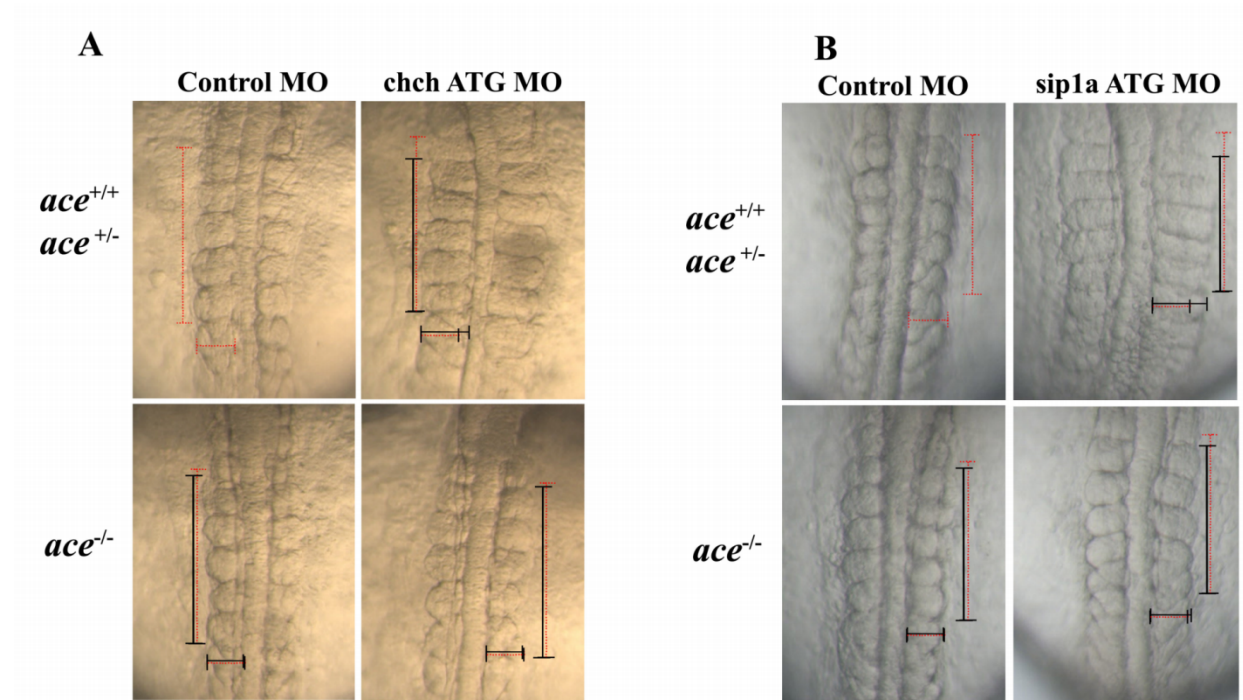 A
Control MO chch ATG MO
ace+/+
ace +/-
ace-/-
B
Control MO sip1a ATG MO
ace+/+
ace +/-
ace-/-